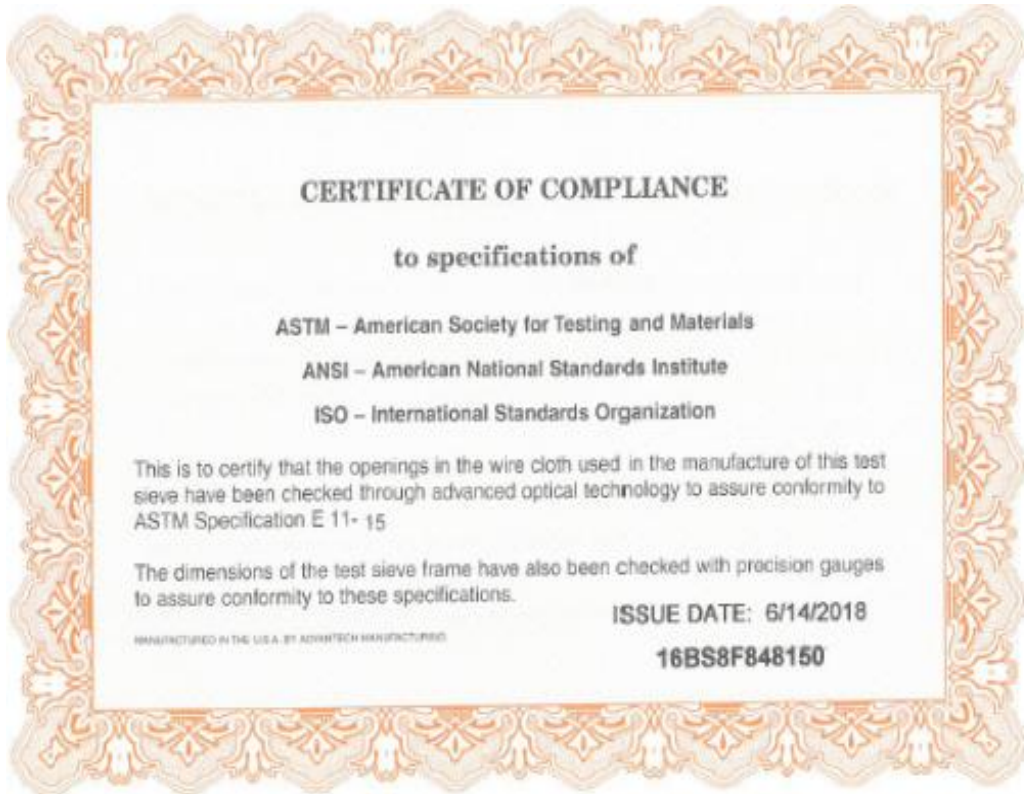 CERTIFICATE OF COMPLIANCE
to specifications of
ASTM – American Society for Testing and Materials
ANSI – American National Standards Institute
ISO – International Standards Organization
This is to certify that the openings in the wire cloth used in the manufacture of this test
sieve have been checked through advanced optical technology to assure conformity to
ASTM Specification E 11- 15
The dimensions of the test sieve frame have also been checked with precision gauges
to assure conformity to these specifications.
ISSUE DATE: 6/14/2018
MANUFACTURED IN THE U.S.A. BY ADVANTECH MANUFACTURING
16BS8F848150